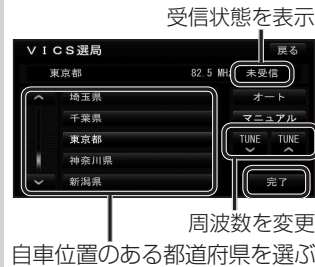 受信状態を表示
VICS選局
戻る
東京都 82.5 MHz 未受信
埼玉県
オート
千葉県
マニュアル
東京都
TUNE TUNE
神奈川県
新潟県
完了
周波数を変更
自車位置のある都道府県を選ぶ